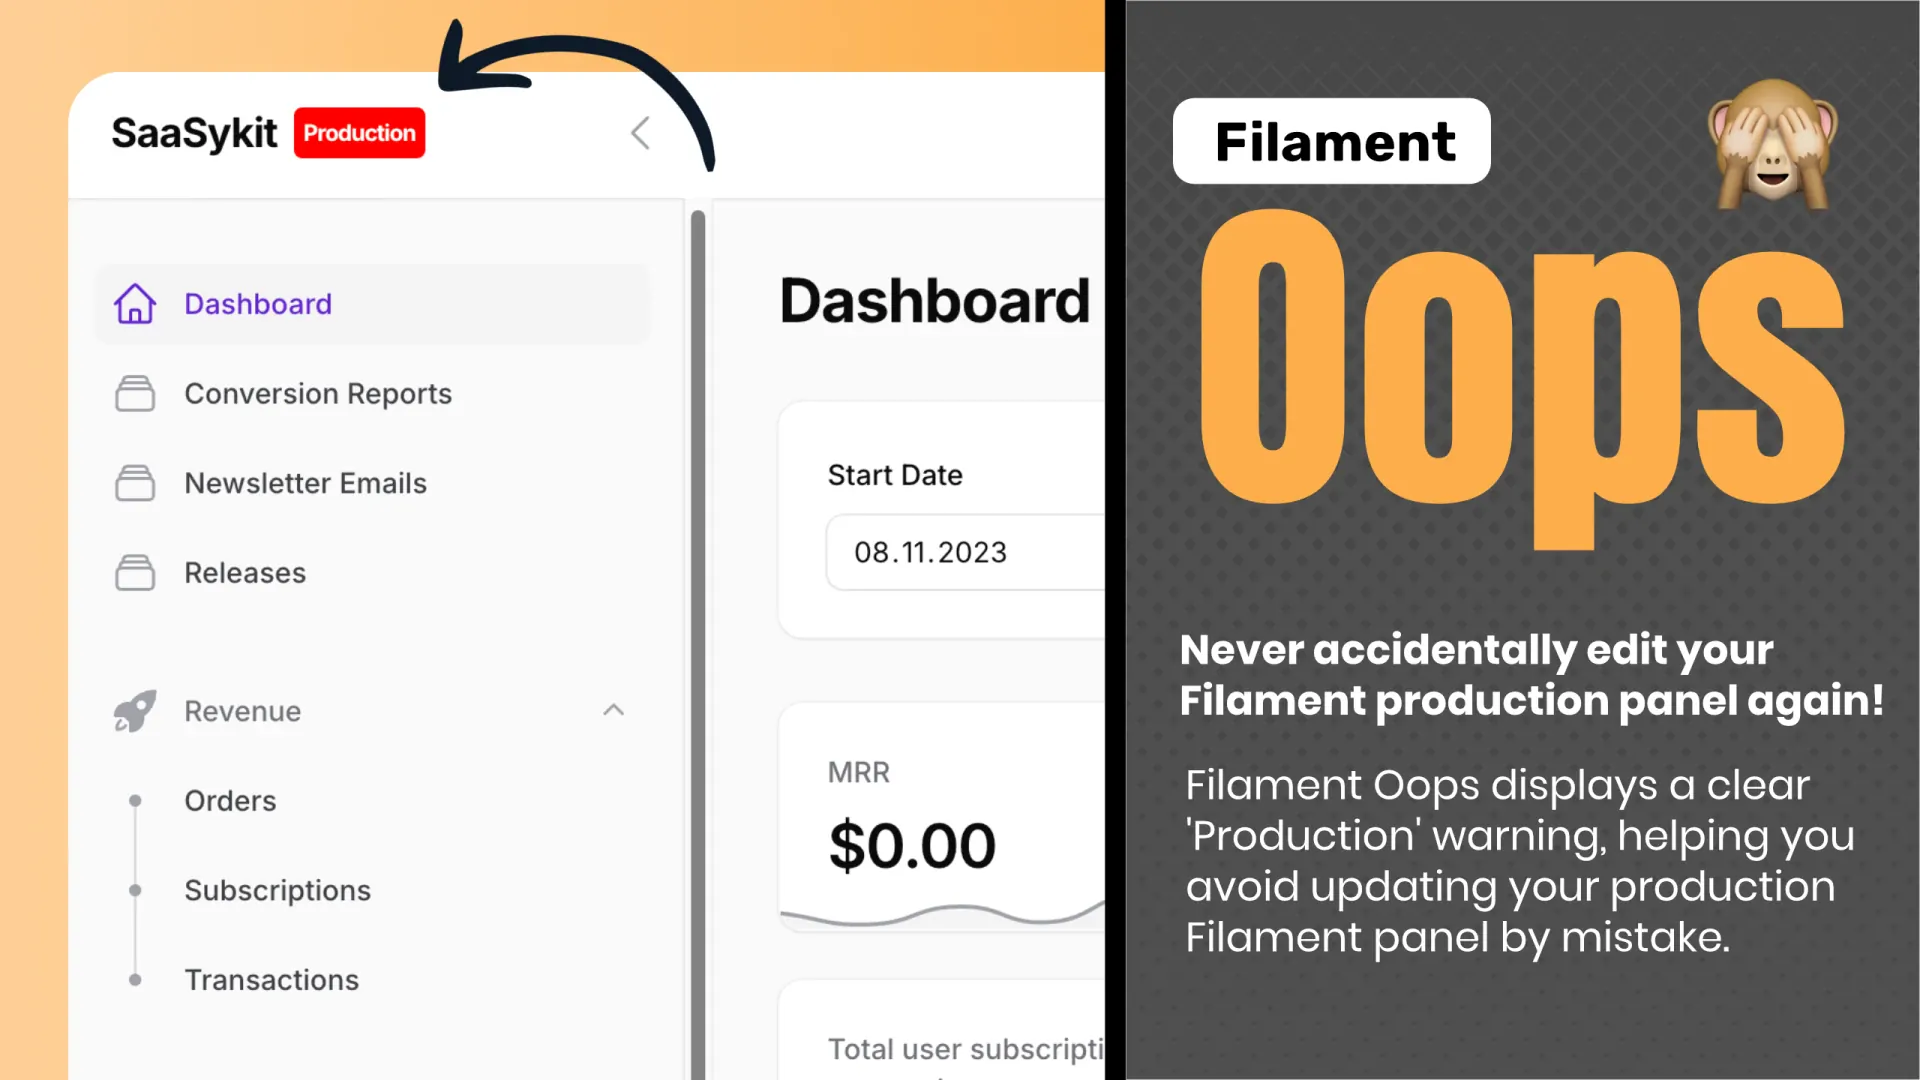 SaaSykit Production
Dashboard
Conversion Reports
Newsletter Emails
Releases
Revenue
Orders
Subscriptions
Transactions
Dashboard
Start Date
08.11.2023
MRR
$0.00
Total user subscripti
Filament
Oops
Never accidentally edit your
Filament production panel again!
Filament Oops displays a clear
'Production' warning, helping you
avoid updating your production
Filament panel by mistake.